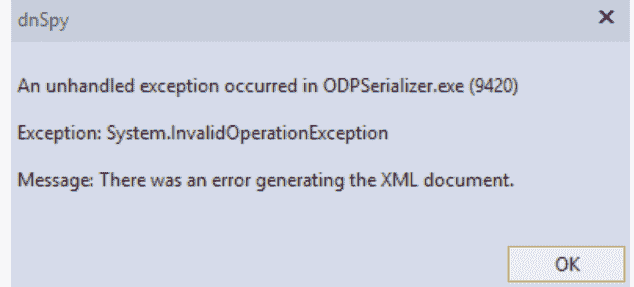 dnSpy
An unhandled exception occurred in ODPSerializer.exe (9420)
Exception: System.InvalidOperationException
Message: There was an error generating the XML document.
OK